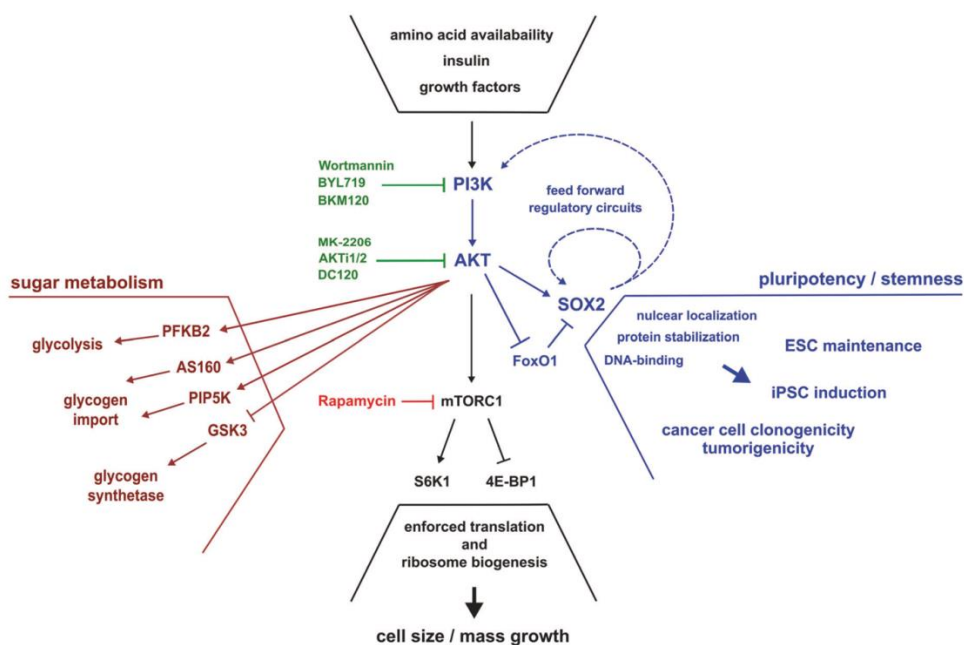 amino acid availabaility
insulin
growth factors
Wortmannin
BYL719
BKM120
PI3K
feed forward
regulatory circuits
MK-2206
AKTi1/2
DC120
AKT
SOX2
sugar metabolism
pluripotency / stemness
nulcear localization
protein stabilization
DNA-binding
ESC maintenance
iPSC induction
cancer cell clonogenicity
tumorigenicity
PFKB2
glycolysis
AS160
glycogen
import
PIP5K
GSK3
glycogen
synthetase
FoxO1
Rapamycin
mTORC1
S6K1
4E-BP1
enforced translation
and
ribosome biogenesis
cell size / mass growth